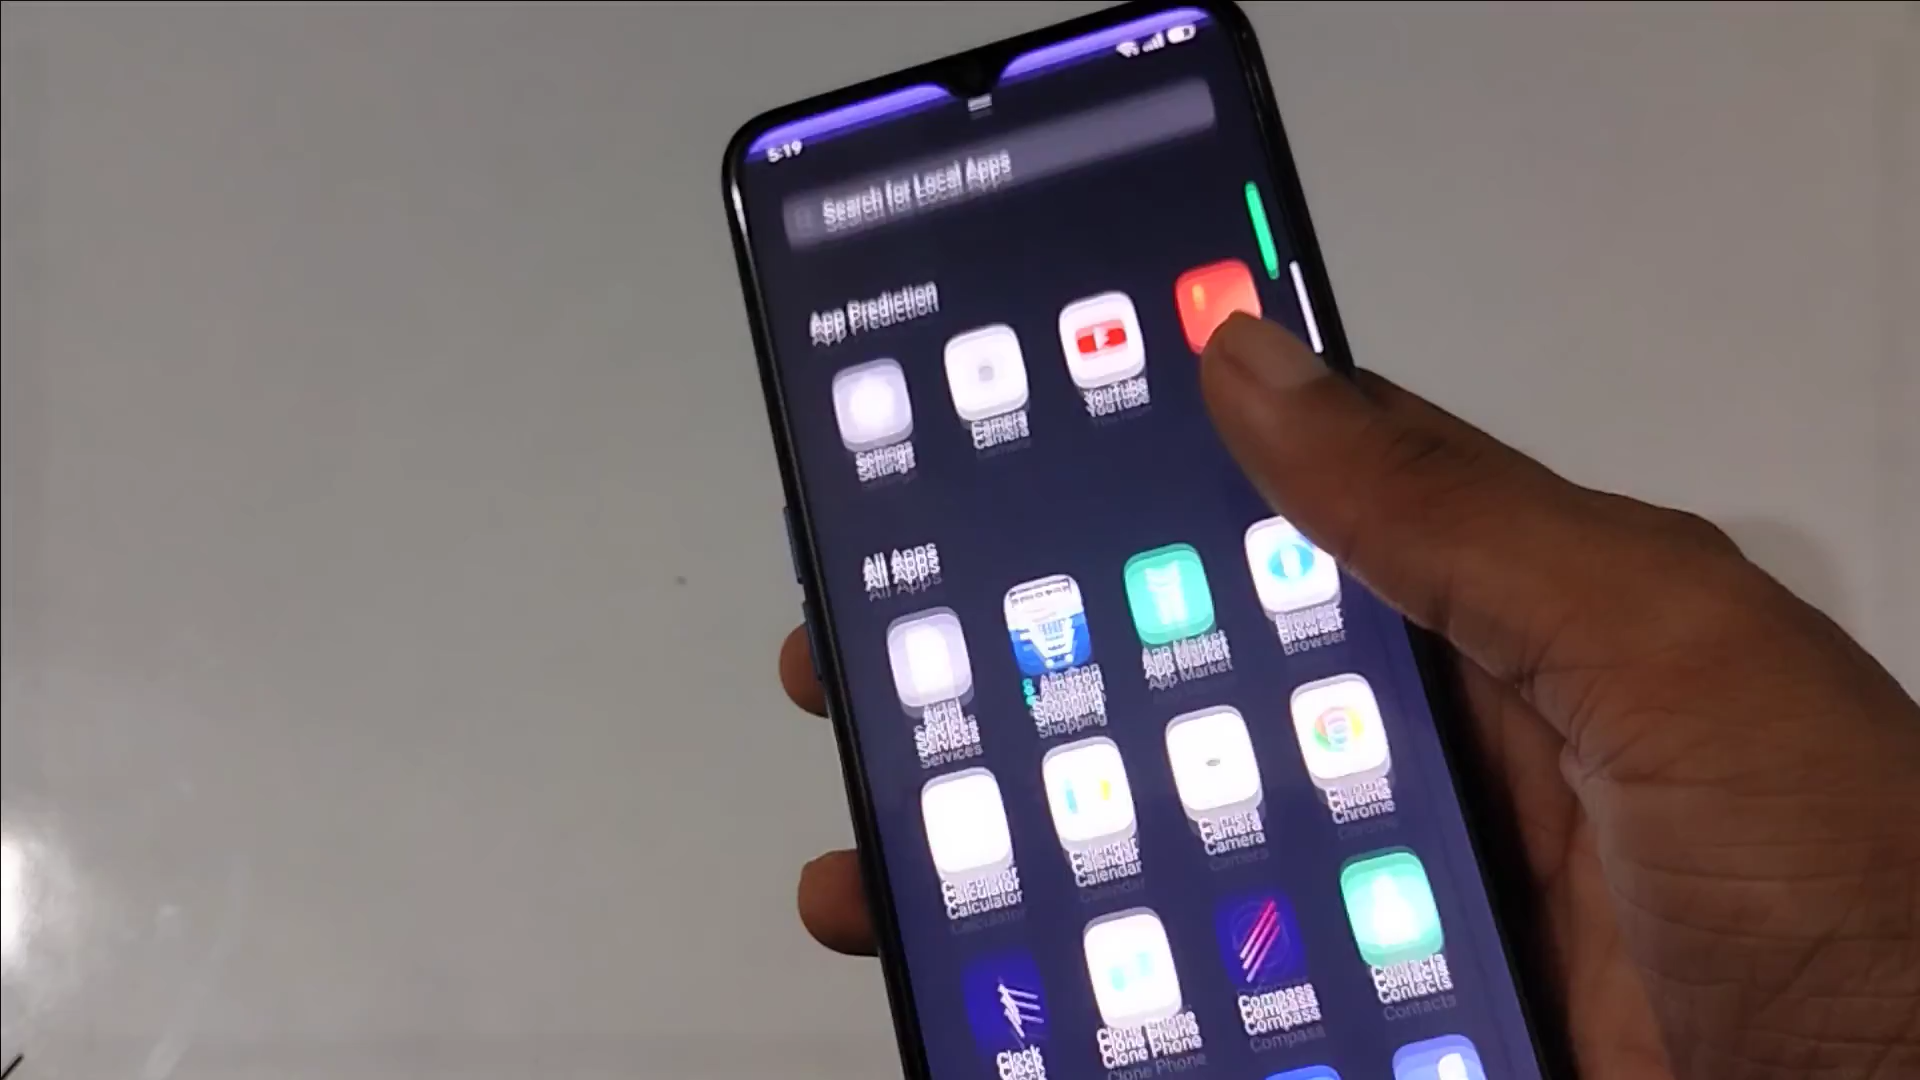 5:19
Search for Local Apps
App Prediction
Settings
Camera
YouTube
All Apps
Airtel Services
Amazon Shopping
App Market
Browser
Calculator
Calendar
Camera
Chrome
Clock
Clone Phone
Compass
Contacts